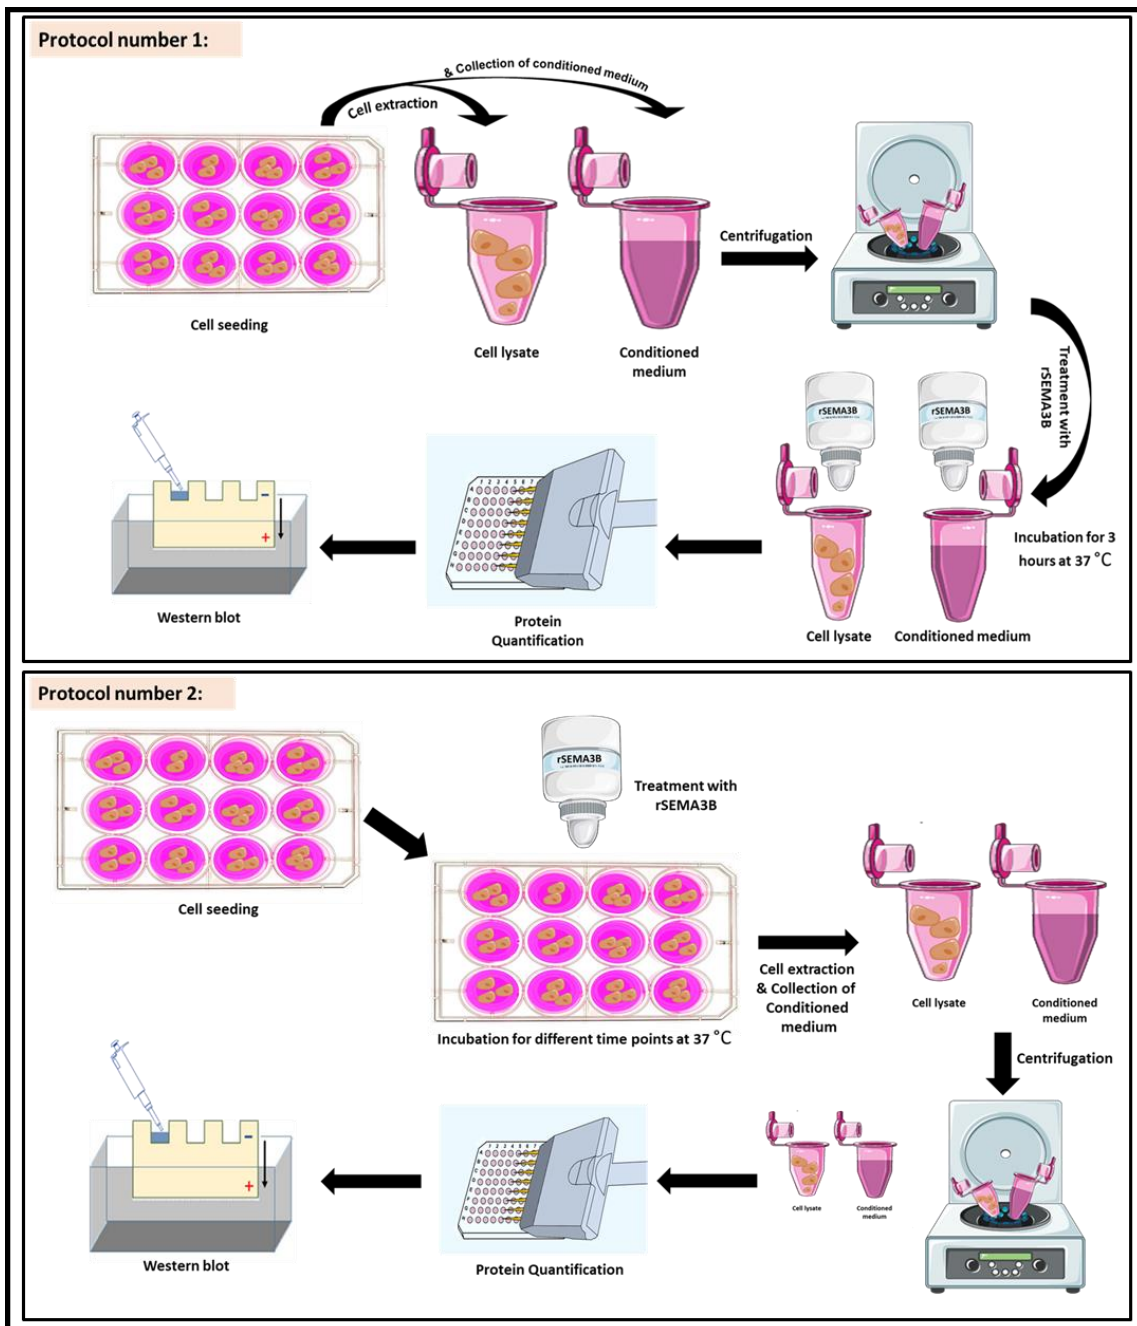 Protocol number 1:
& Collection of conditioned medium
Cell extraction
Cell seeding
Cell lysate
Conditioned
medium
Centrifugation
Treatment with
rSEMA3B
rSEMA3B
rSEMA3B
Incubation for 3
hours at 37 °C
Cell lysate
Conditioned medium
Protein
Quantification
Western blot
Protocol number 2:
Cell seeding
rSEMA3B
Treatment with
rSEMA3B
Incubation for different time points at 37 °C
Cell extraction
& Collection of
Conditioned
medium
Cell lysate
Conditioned
medium
Centrifugation
Cell lysate
Conditioned
medium
Protein Quantification
Western blot